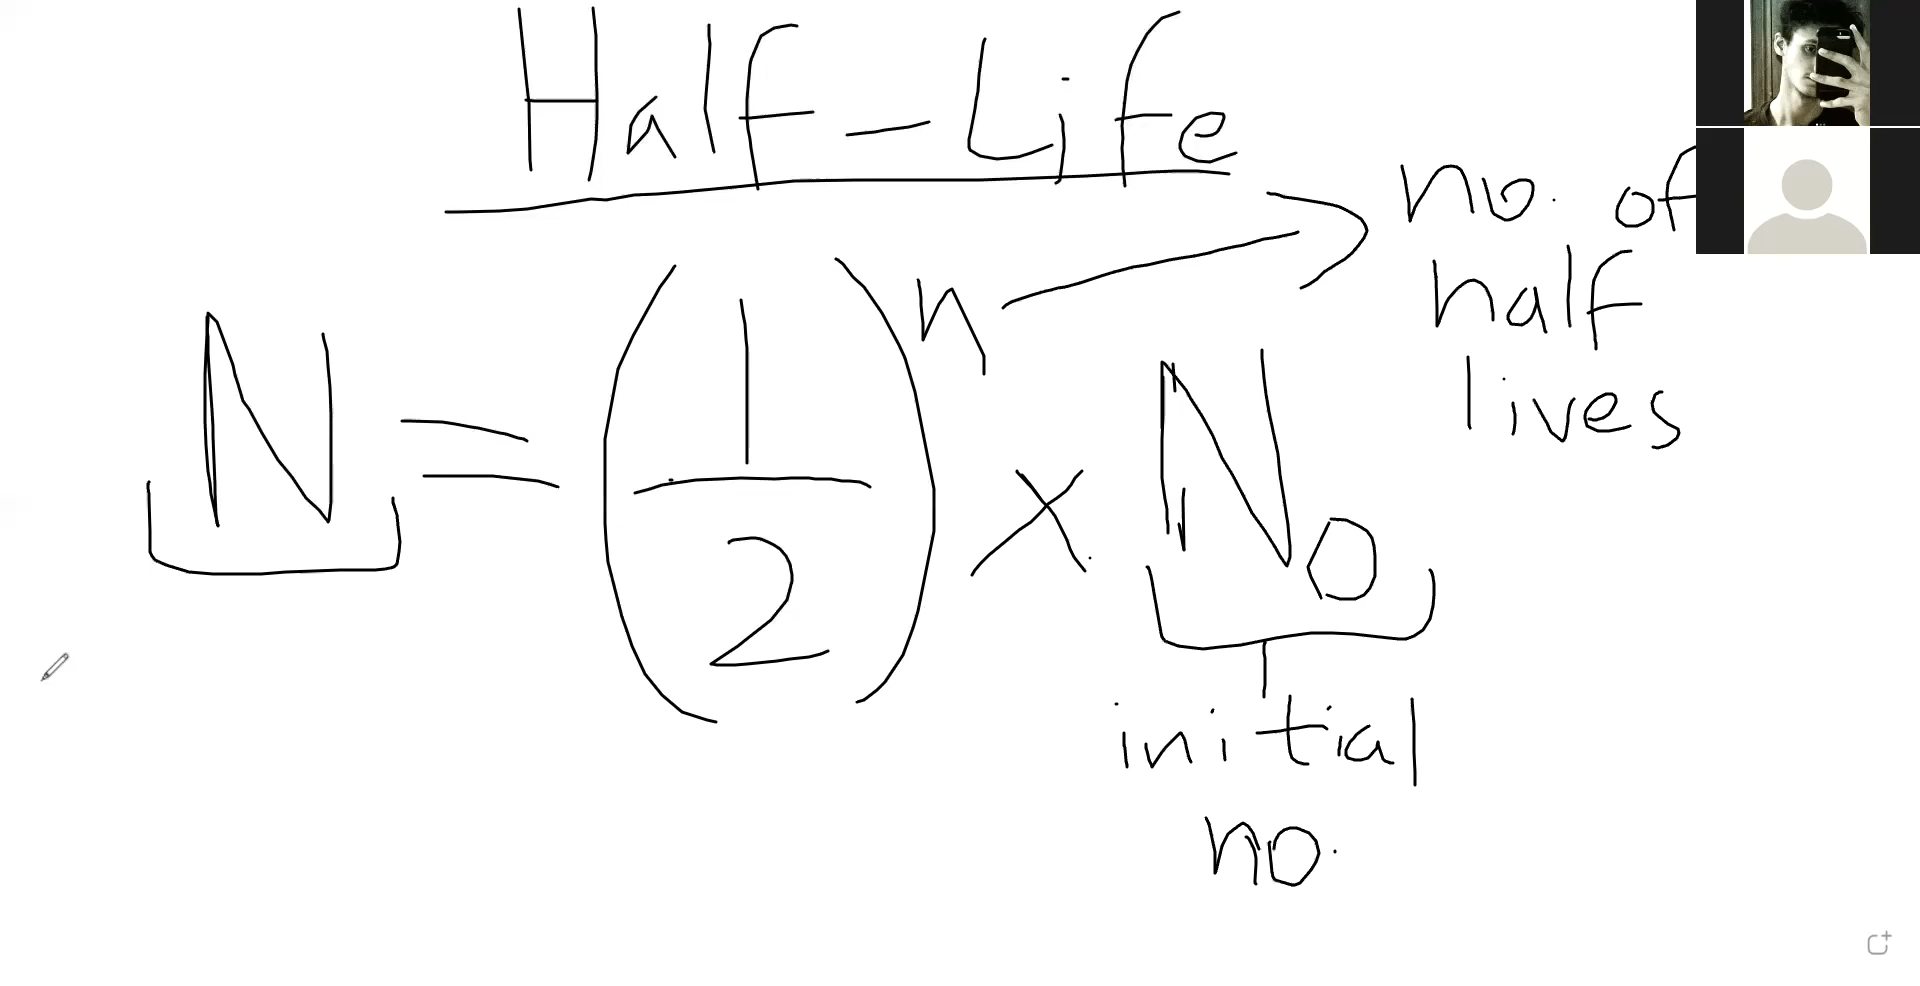 Half-Life
no. of
half
lives
N = (1/2)^n × N₀
initial
no.